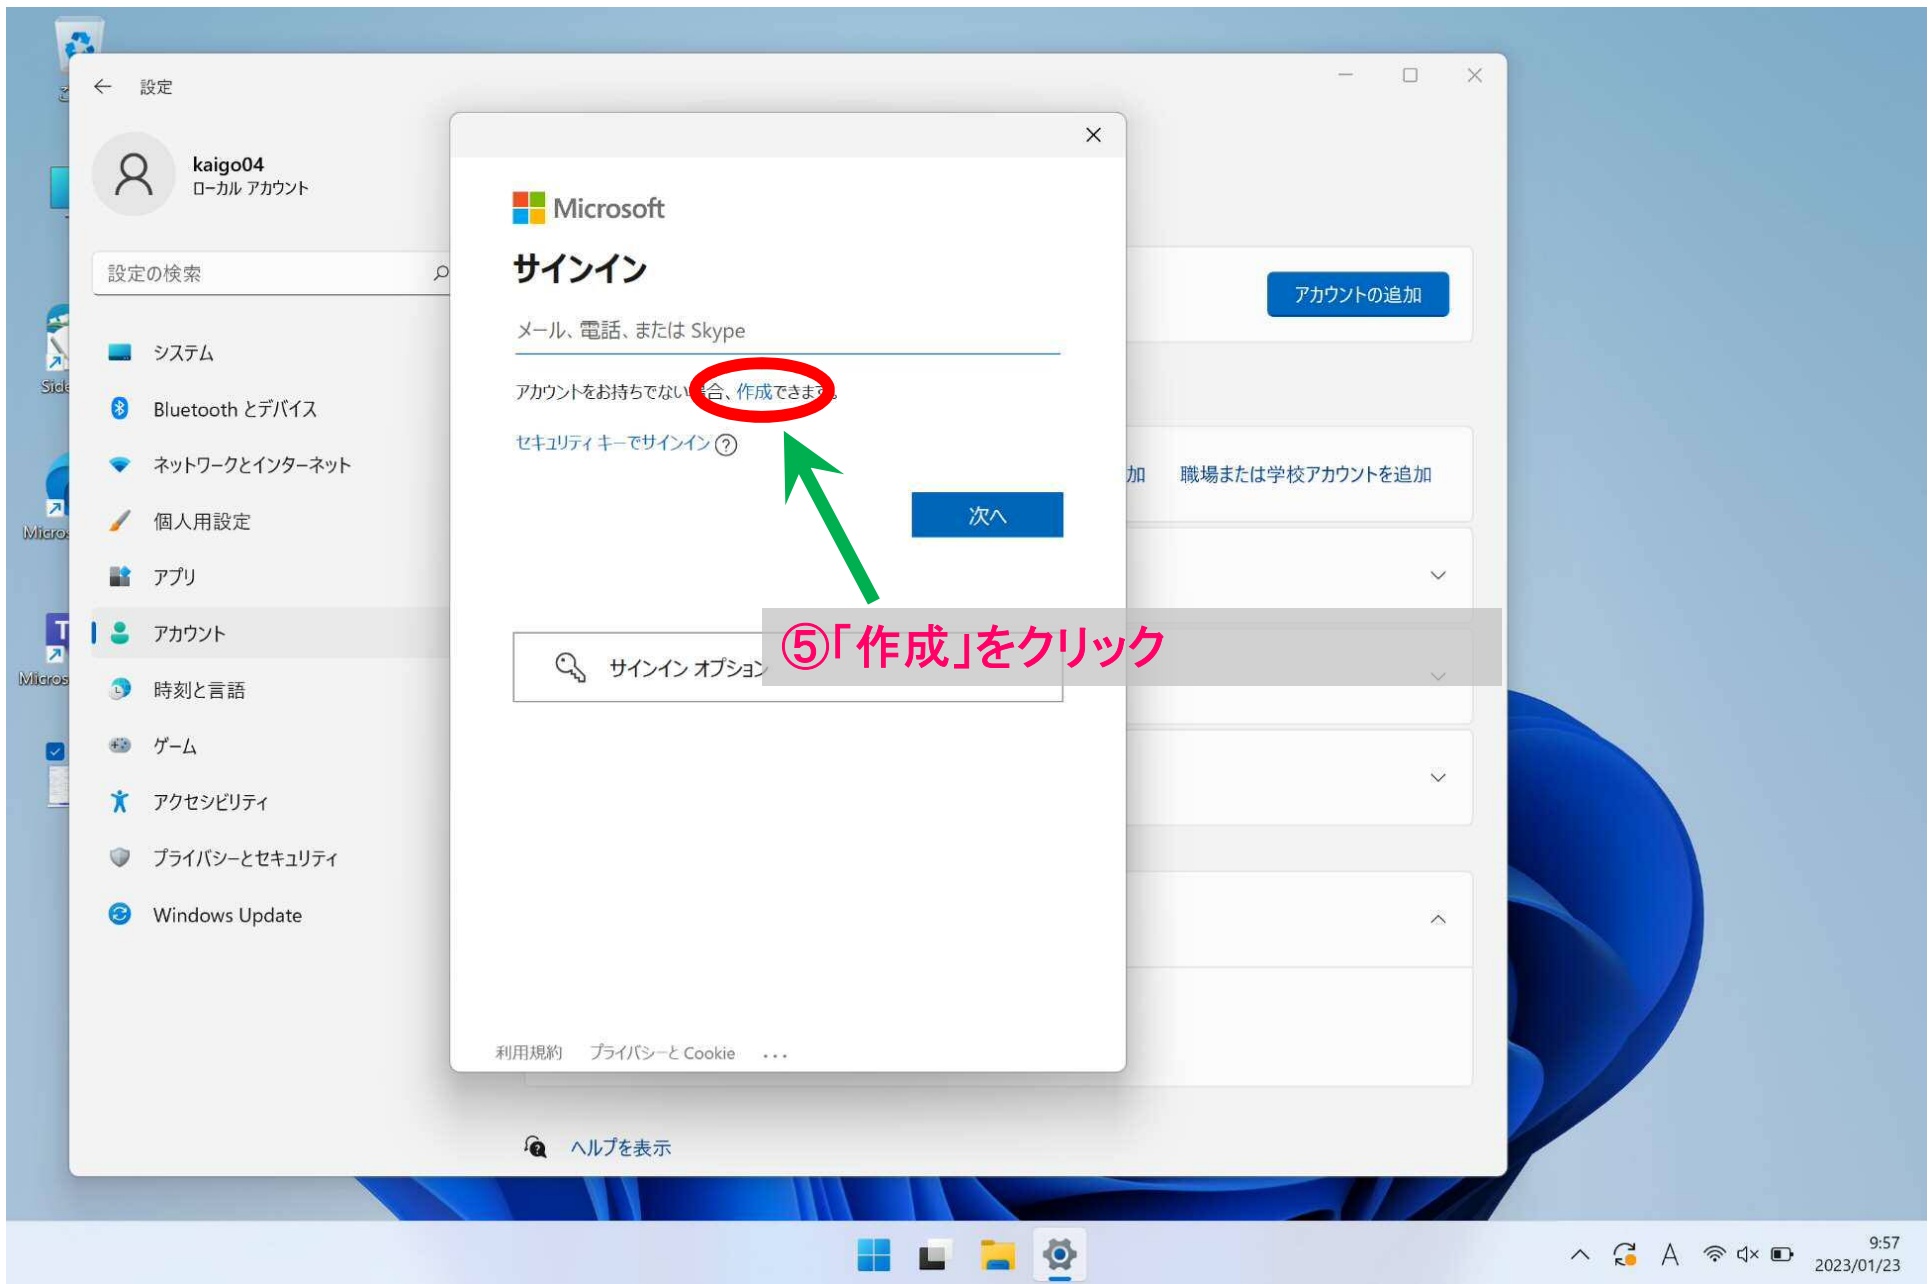 設定
kaigo04
ローカル アカウント
設定の検索
システム
Bluetooth とデバイス
ネットワークとインターネット
個人用設定
アプリ
アカウント
時刻と言語
ゲーム
アクセシビリティ
プライバシーとセキュリティ
Windows Update
Microsoft
サインイン
メール、電話、または Skype
アカウントをお持ちでない場合、作成できます。
セキュリティ キーでサインイン
次へ
⑤「作成」をクリック
サインイン オプション
利用規約 プライバシーと Cookie ...
アカウントの追加
加 職場または学校アカウントを追加
ヘルプを表示
Side
Micros
T
Micros
A
9:57
2023/01/23